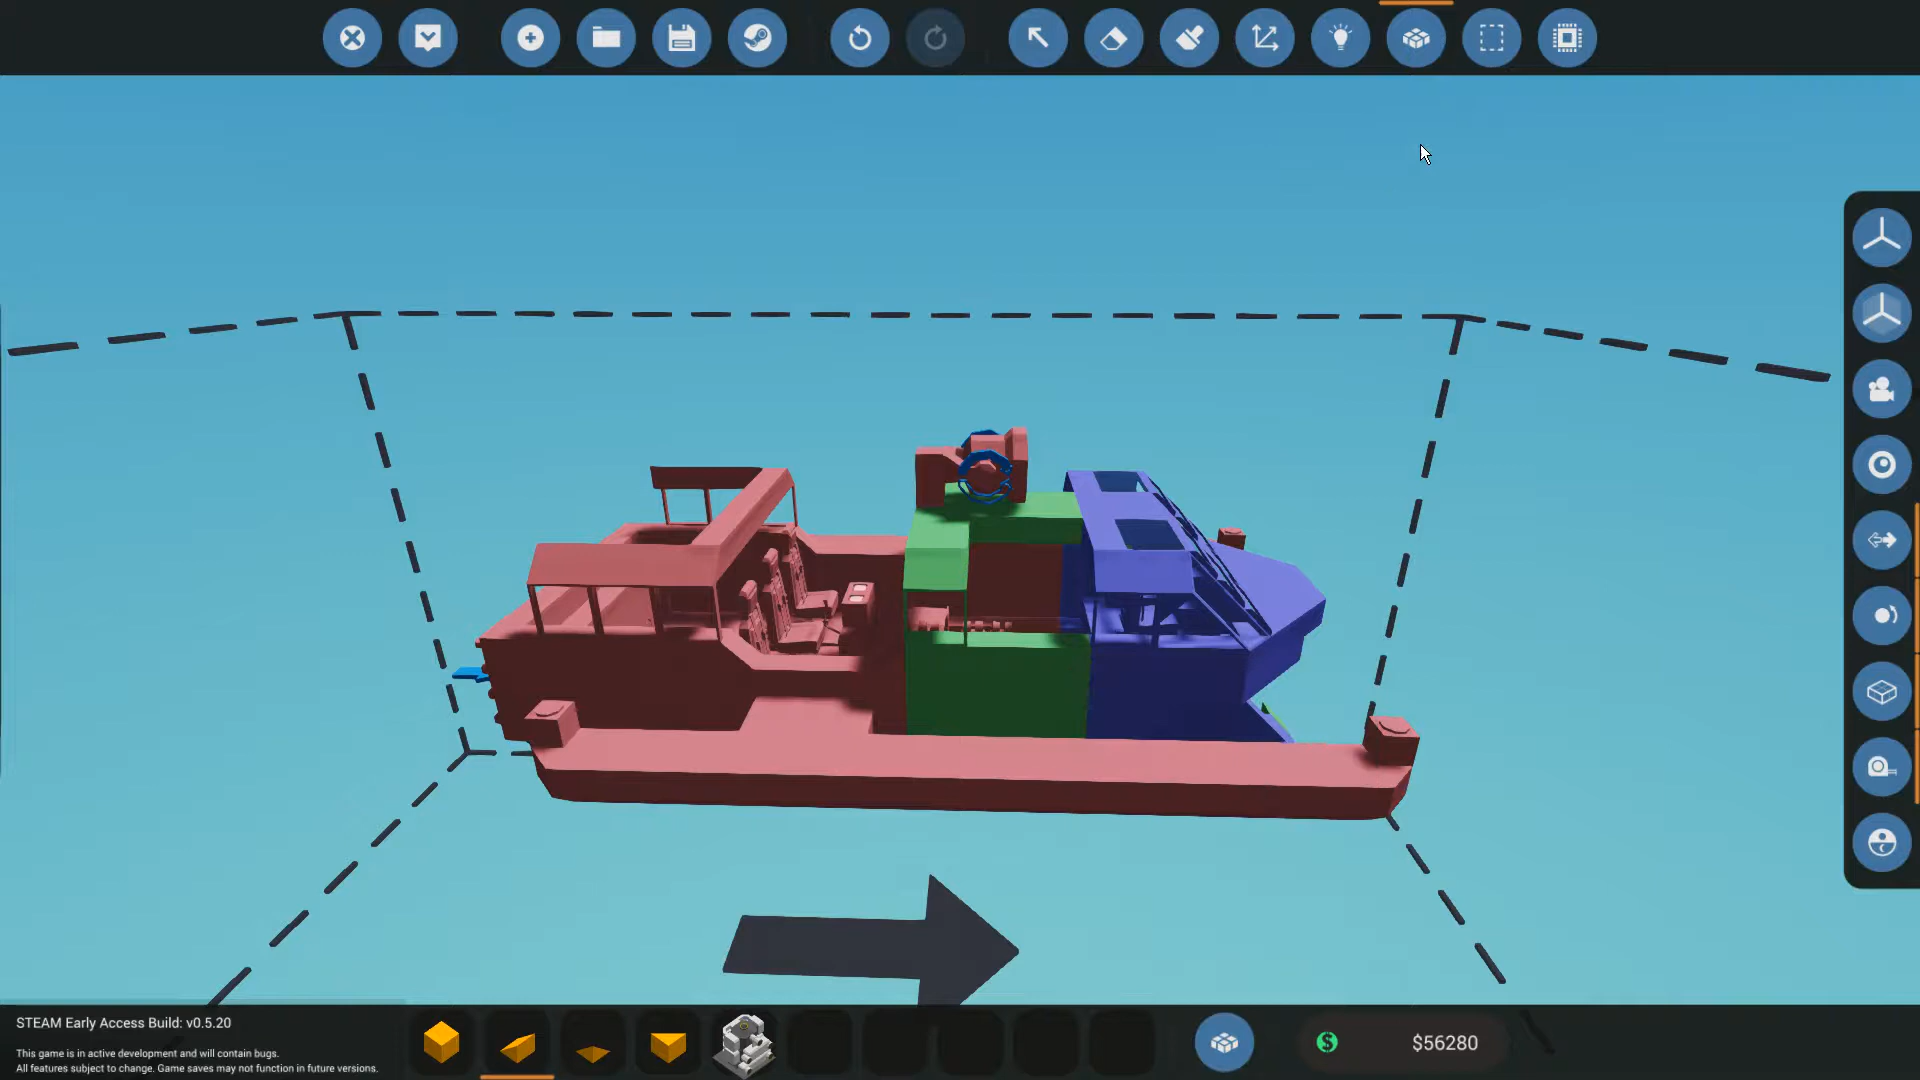 STEAM Early Access Build: v0.5.20
This game is in active development and will contain bugs.
All features subject to change. Game saves may not function in future versions.
$56280